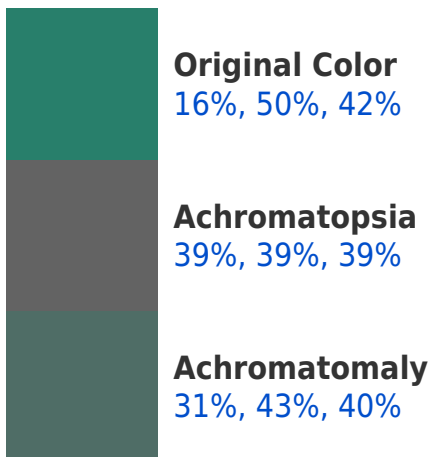 Original Color
16%, 50%, 42%
Achromatopsia
39%, 39%, 39%
Achromatomaly
31%, 43%, 40%